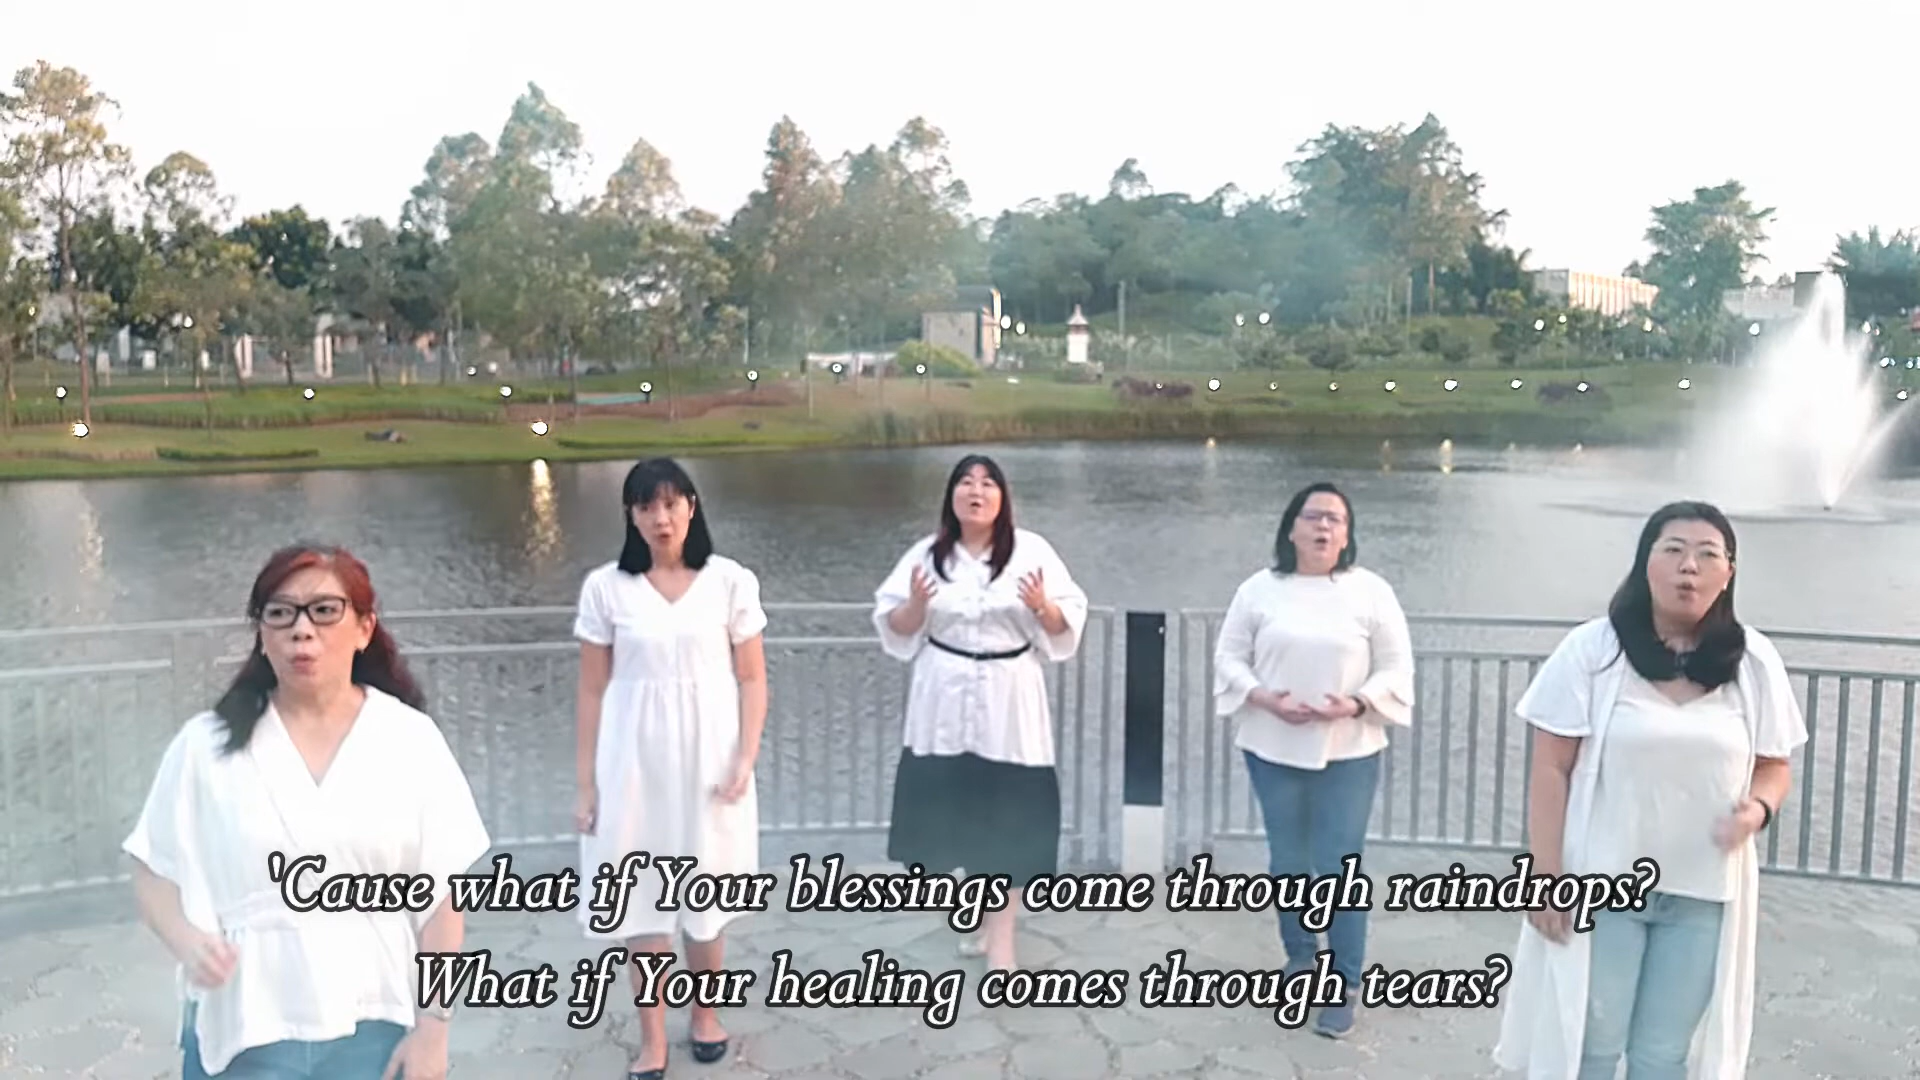 'Cause what if Your blessings come through raindrops?
What if Your healing comes through tears?